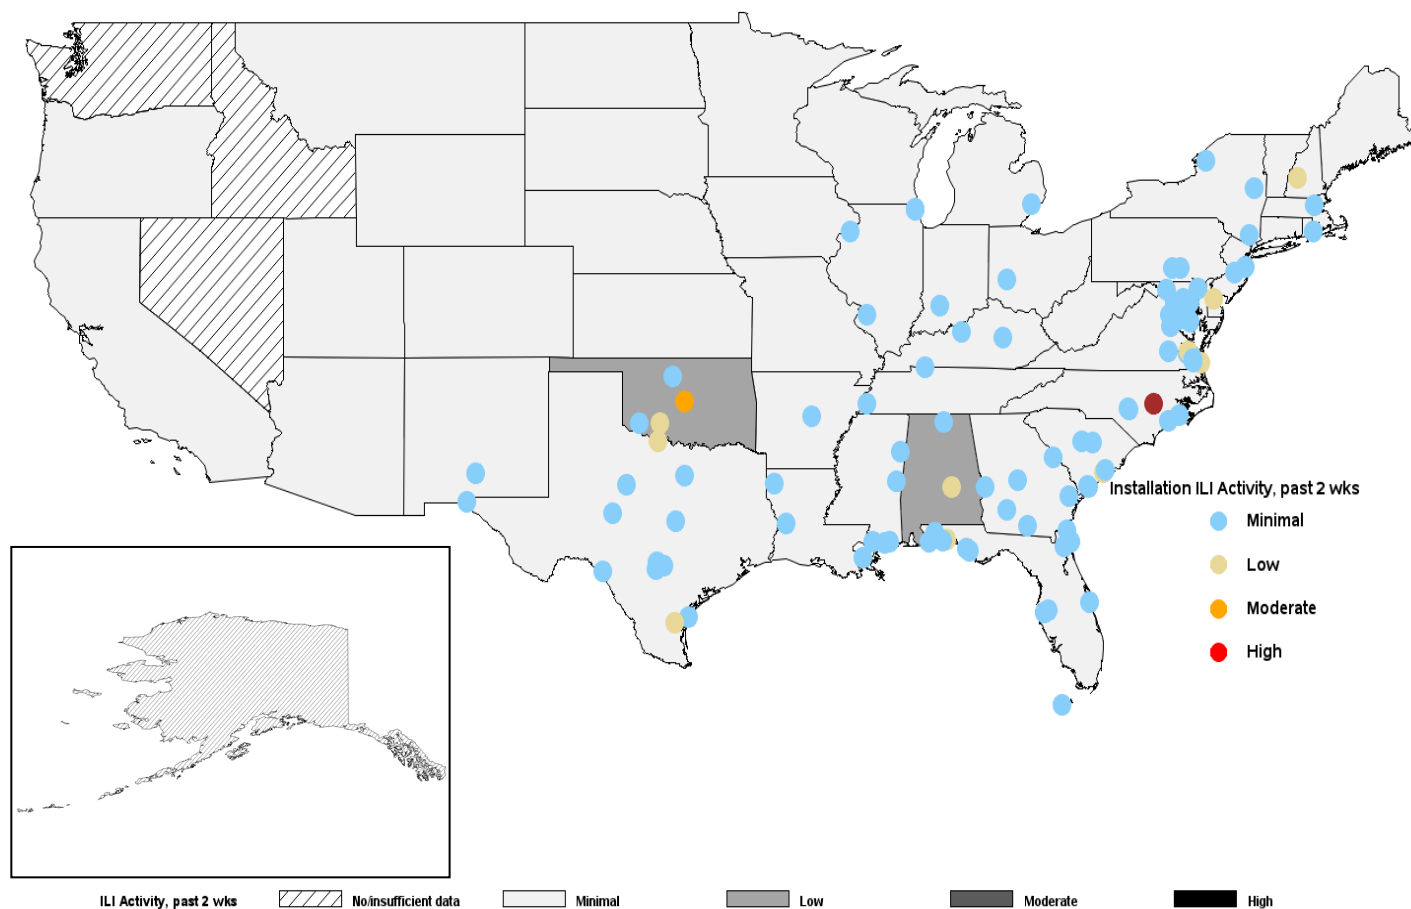 Installation ILI Activity, past 2 wks
Minimal
Low
Moderate
High
ILI Activity, past 2 wks No/insufficient data Minimal Low Moderate High